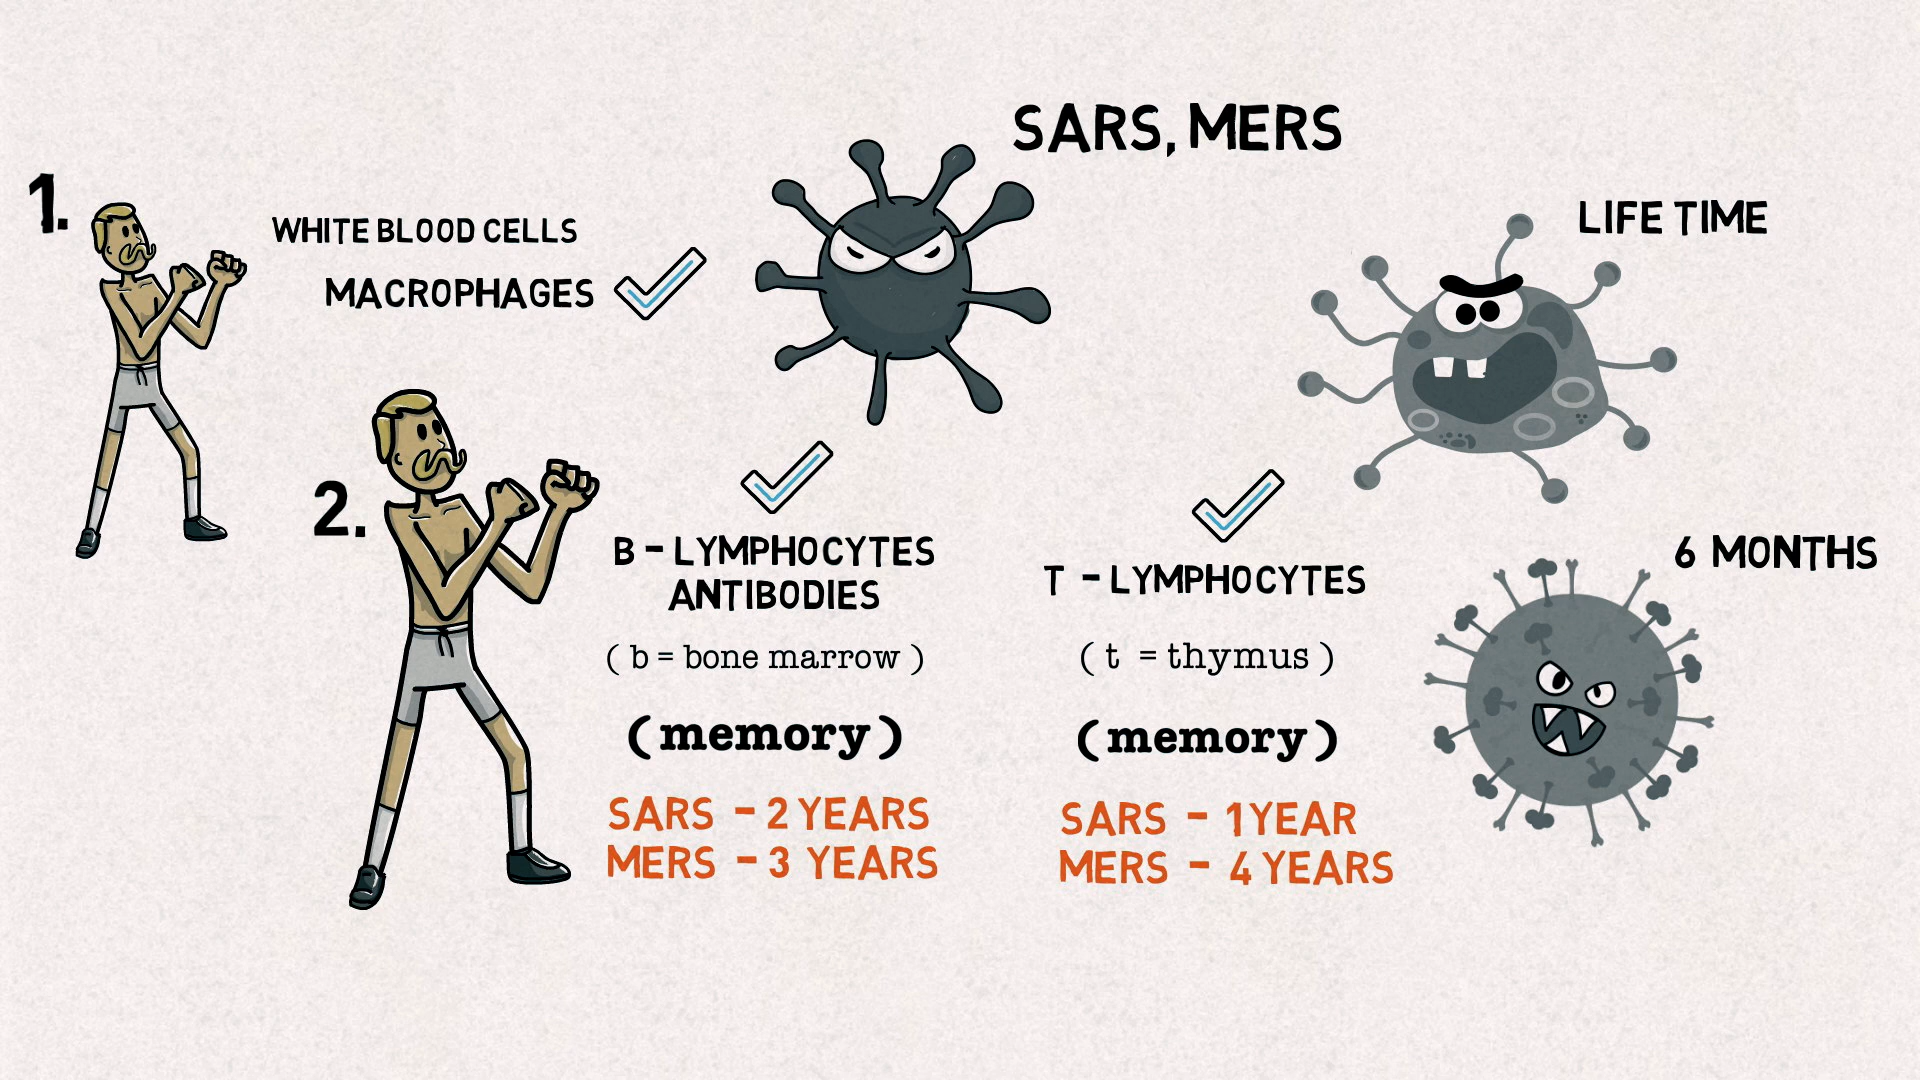 SARS, MERS
1.
WHITE BLOOD CELLS
MACROPHAGES
LIFE TIME
2.
B - LYMPHOCYTES
ANTIBODIES
( b = bone marrow )
(memory)
SARS - 2 YEARS
MERS - 3 YEARS
T - LYMPHOCYTES
( t = thymus )
(memory)
SARS - 1 YEAR
MERS - 4 YEARS
6 MONTHS